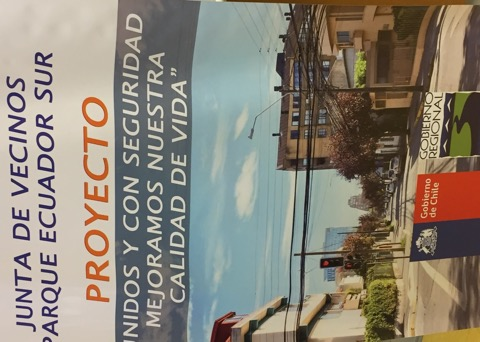 JUNTA DE VECINOS
PARQUE ECUADOR SUR
PROYECTO
UNIDOS Y CON SEGURIDAD
MEJORAMOS NUESTRA
CALIDAD DE VIDA”
Gobierno
de Chile
GOBIERNO
REGIONAL